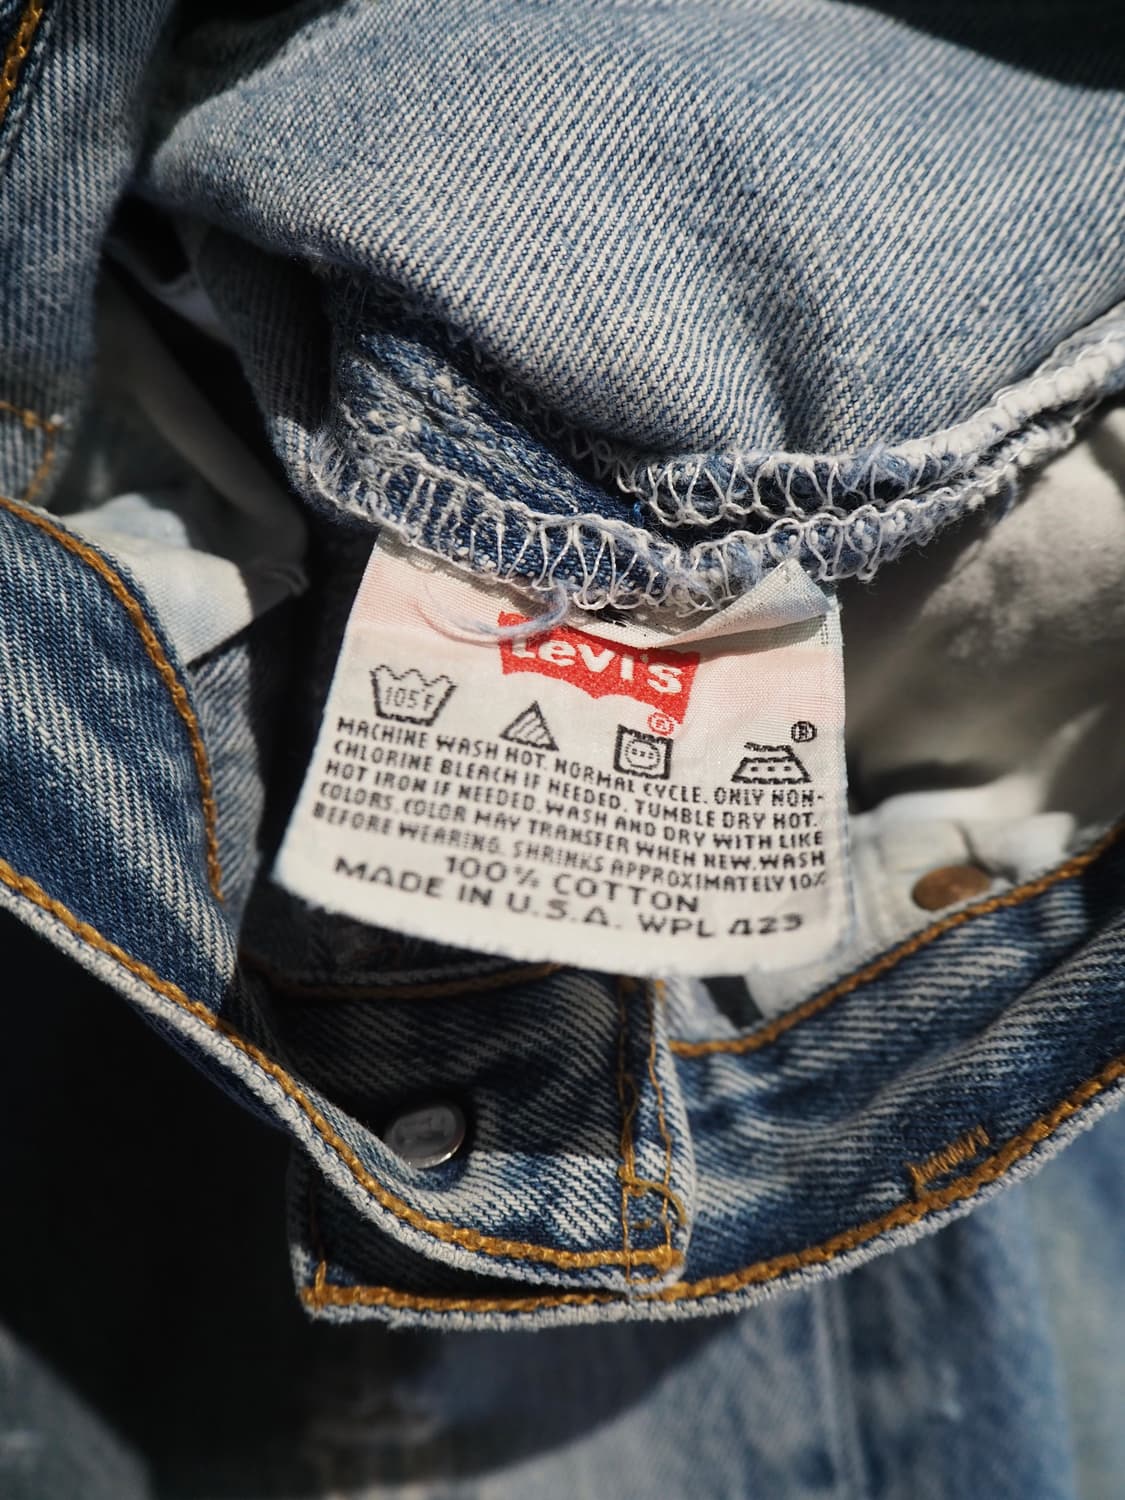 Levi's
®
105F
®
MACHINE WASH HOT. NORMAL CYCLE. ONLY NON-
CHLORINE BLEACH IF NEEDED. TUMBLE DRY HOT.
HOT IRON IF NEEDED. WASH AND DRY WITH LIKE
COLORS. COLOR MAY TRANSFER WHEN NEW. WASH
BEFORE WEARING. SHRINKS APPROXIMATELY 10%
100% COTTON
MADE IN U.S.A. WPL 423